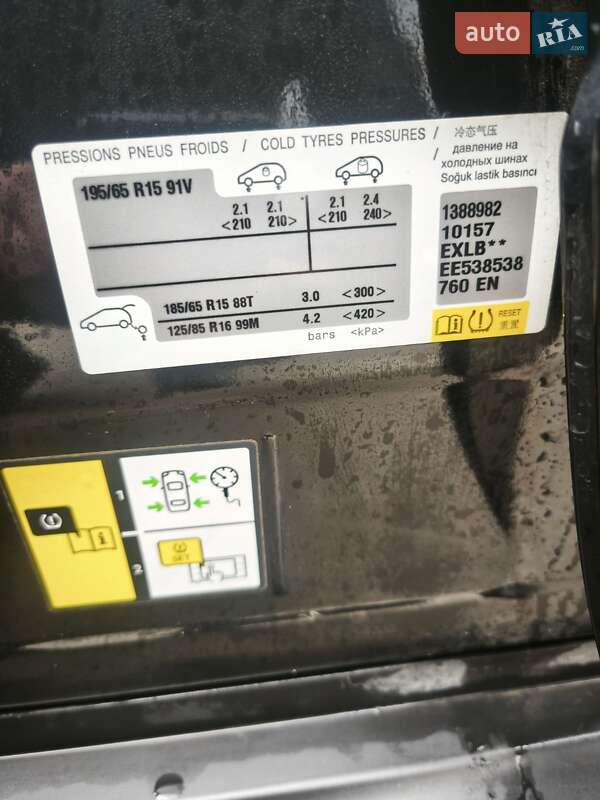 auto RIA.com
PRESSIONS PNEUS FROIDS / COLD TYRES PRESSURES / 冷态气压
/ давление на
холодных шинах
Soğuk lastik basıncı
195/65 R15 91V
2.1 2.1 2.1 2.4
<210 210> <210 240>
185/65 R15 88T 3.0 <300>
125/85 R16 99M 4.2 <420>
bars <kPa>
1388982
10157
EXLB**
EE538538
760 EN
RESET
重置
1
2
SET